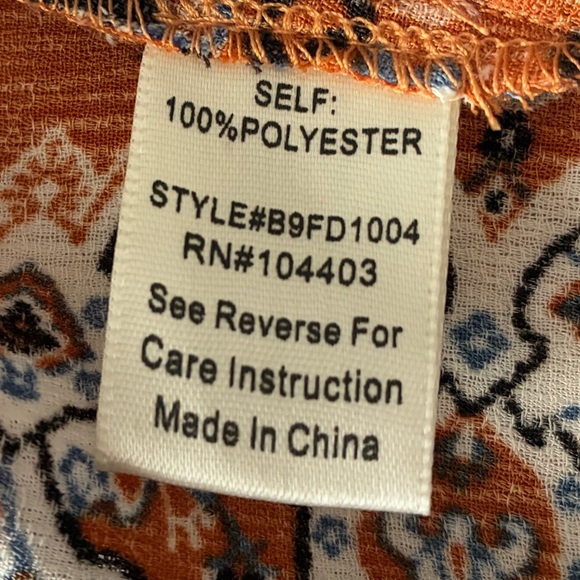 SELF:
100%POLYESTER
STYLE#B9FD1004
RN#104403
See Reverse For
Care Instruction
Made In China